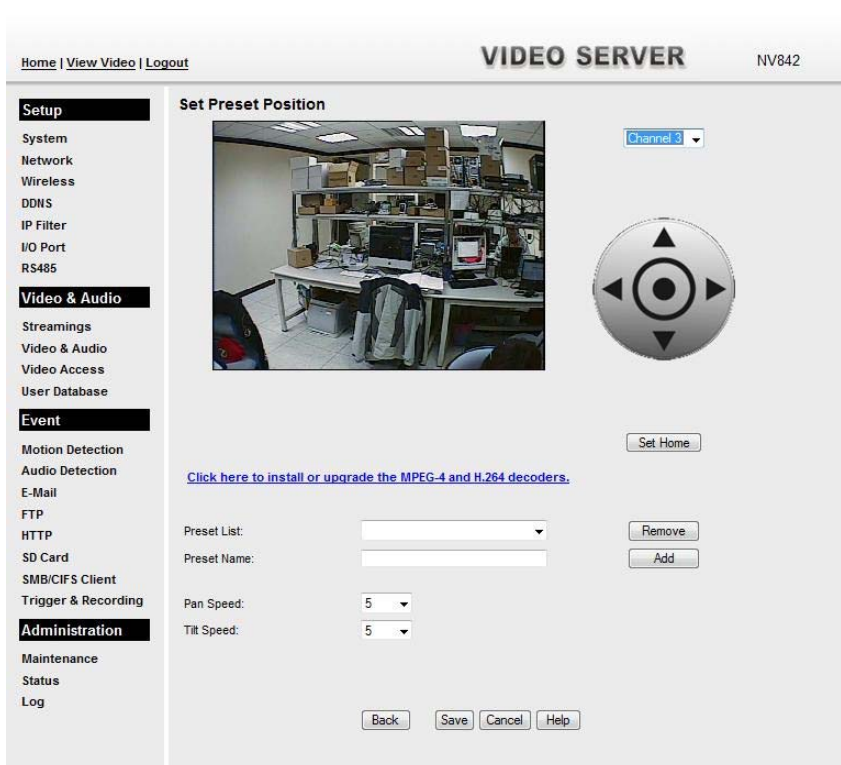 Home | View Video | Logout
VIDEO SERVER
NV842
Setup
System
Network
Wireless
DDNS
IP Filter
I/O Port
RS485
Video & Audio
Streamings
Video & Audio
Video Access
User Database
Event
Motion Detection
Audio Detection
E-Mail
FTP
HTTP
SD Card
SMB/CIFS Client
Trigger & Recording
Administration
Maintenance
Status
Log
Set Preset Position
Channel 3
Set Home
Click here to install or upgrade the MPEG-4 and H.264 decoders.
Preset List:
Remove
Preset Name:
Add
Pan Speed: 5
Tilt Speed: 5
Back Save Cancel Help